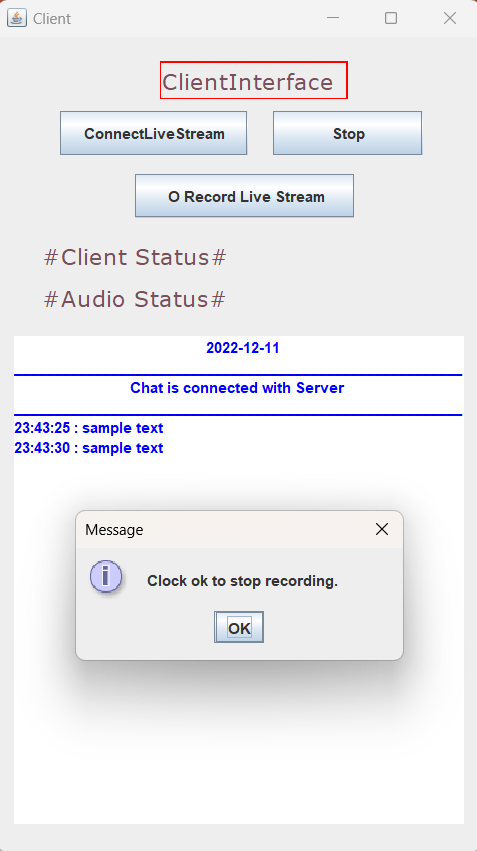 Client
ClientInterface
ConnectLiveStream
Stop
O Record Live Stream
#Client Status#
#Audio Status#
2022-12-11
Chat is connected with Server
23:43:25 : sample text
23:43:30 : sample text
Message
i
Clock ok to stop recording.
OK